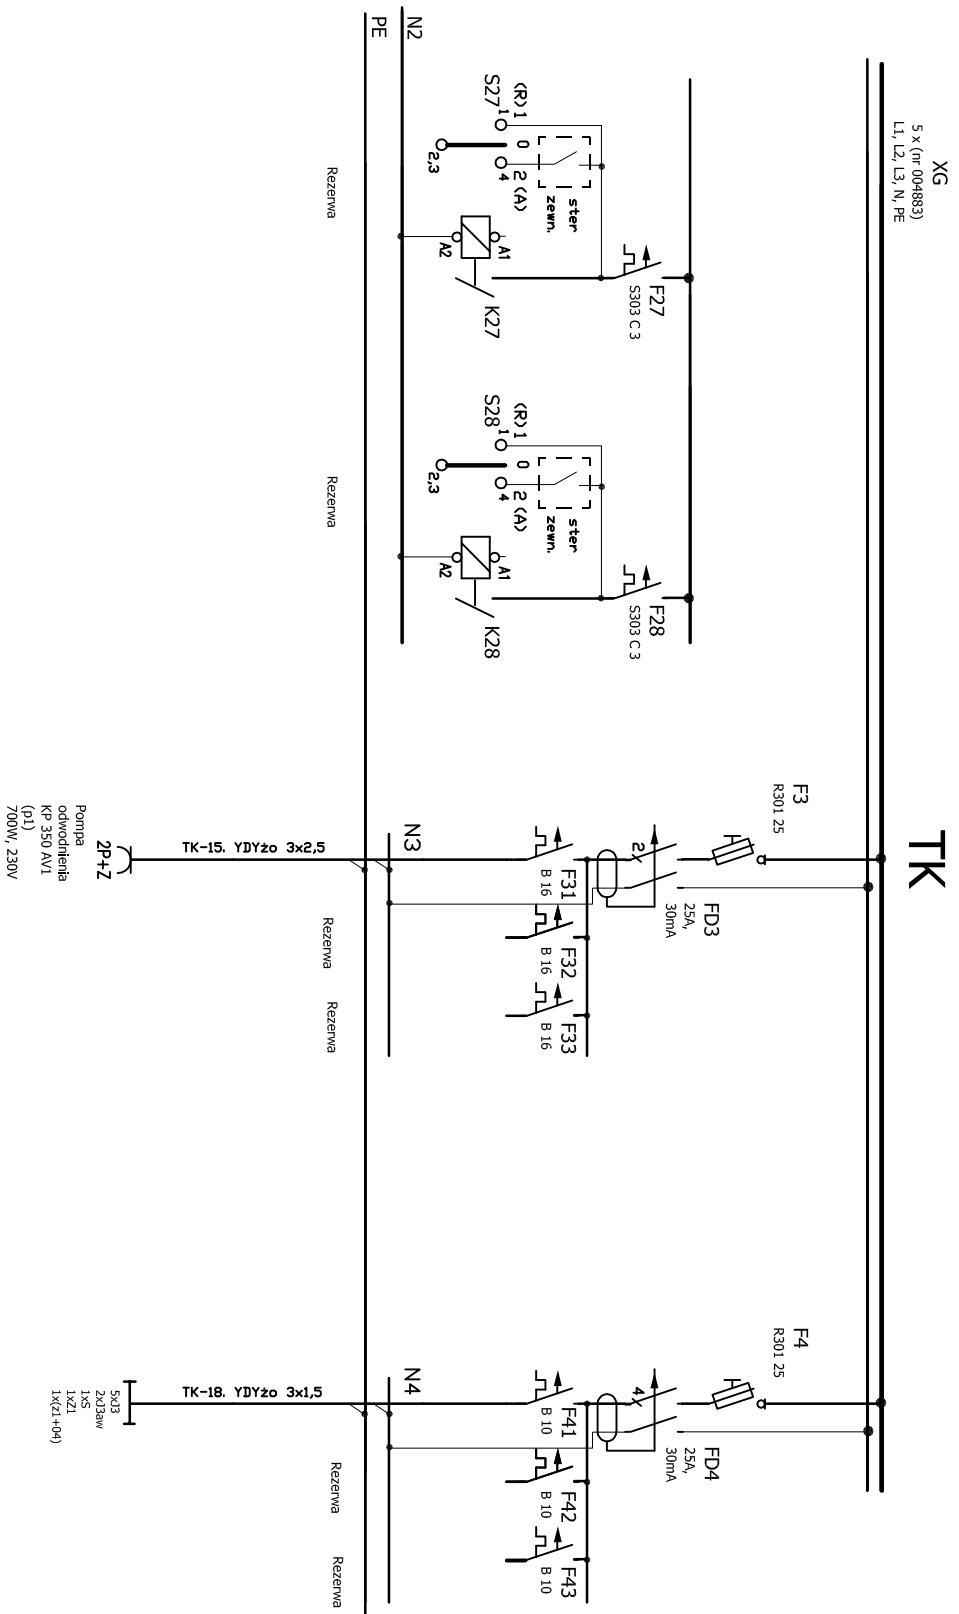 TK
XG
5 x (nr 004883)
L1, L2, L3, N, PE
F27
S303 C 3
F28
S303 C 3
F3
R301 25
FD3
25A,
30mA
F4
R301 25
FD4
25A,
30mA
S27
(R) 1
1
0
2 (A)
4
2,3
ster
zewn.
A1
A2
K27
S28
(R) 1
1
0
2 (A)
4
2,3
ster
zewn.
A1
A2
K28
2
F31
B 16
F32
B 16
F33
B 16
4
F41
B 10
F42
B 10
F43
B 10
N2
PE
N3
N4
Rezerwa
Rezerwa
TK-15. YDYżo 3x2,5
Rezerwa
Rezerwa
TK-18. YDYżo 3x1,5
Rezerwa
Rezerwa
2P+Z
Pompa
odwodnienia
KP 350 AV1
(p1)
700W, 230V
5xJ3
2xJ3aw
1xS
1xZ1
1x(z1+04)